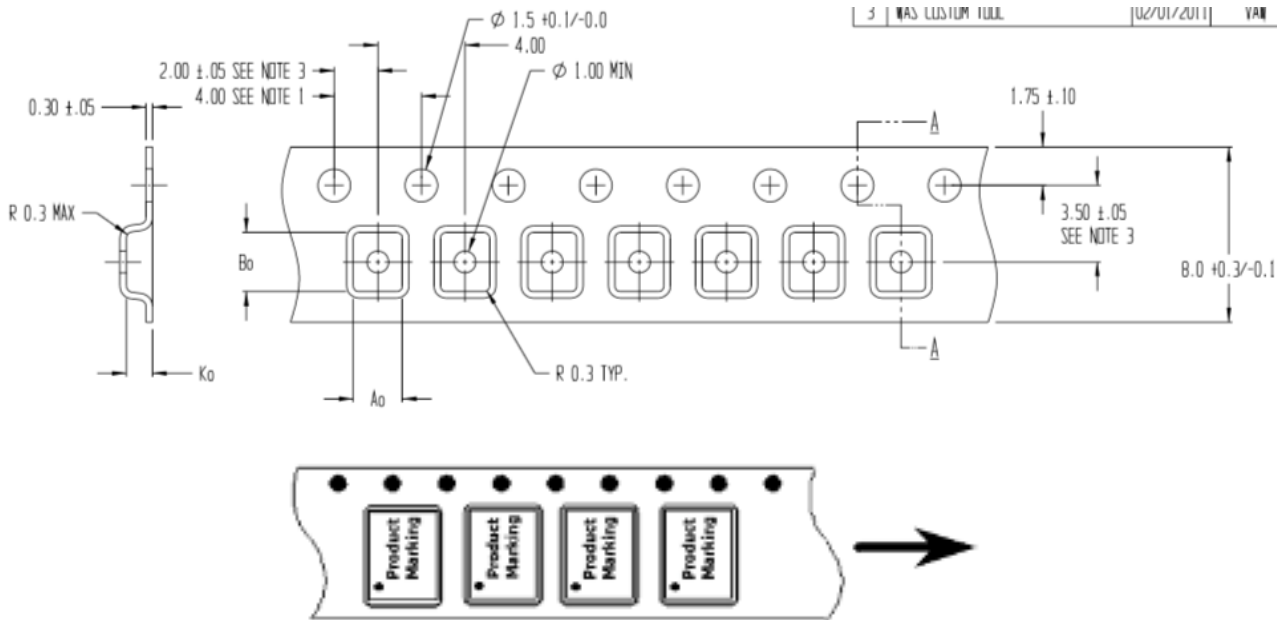 3 WAS CUSTOM TOOL 02/01/2011 VAW
Ø 1.5 +0.1/-0.0
4.00
2.00 ±.05 SEE NOTE 3
Ø 1.00 MIN
4.00 SEE NOTE 1
0.30 ±.05
1.75 ±.10
A
R 0.3 MAX
3.50 ±.05
SEE NOTE 3
Bo
8.0 +0.3/-0.1
A
R 0.3 TYP.
Ko
Ao
Product
Marking
Product
Marking
Product
Marking
Product
Marking